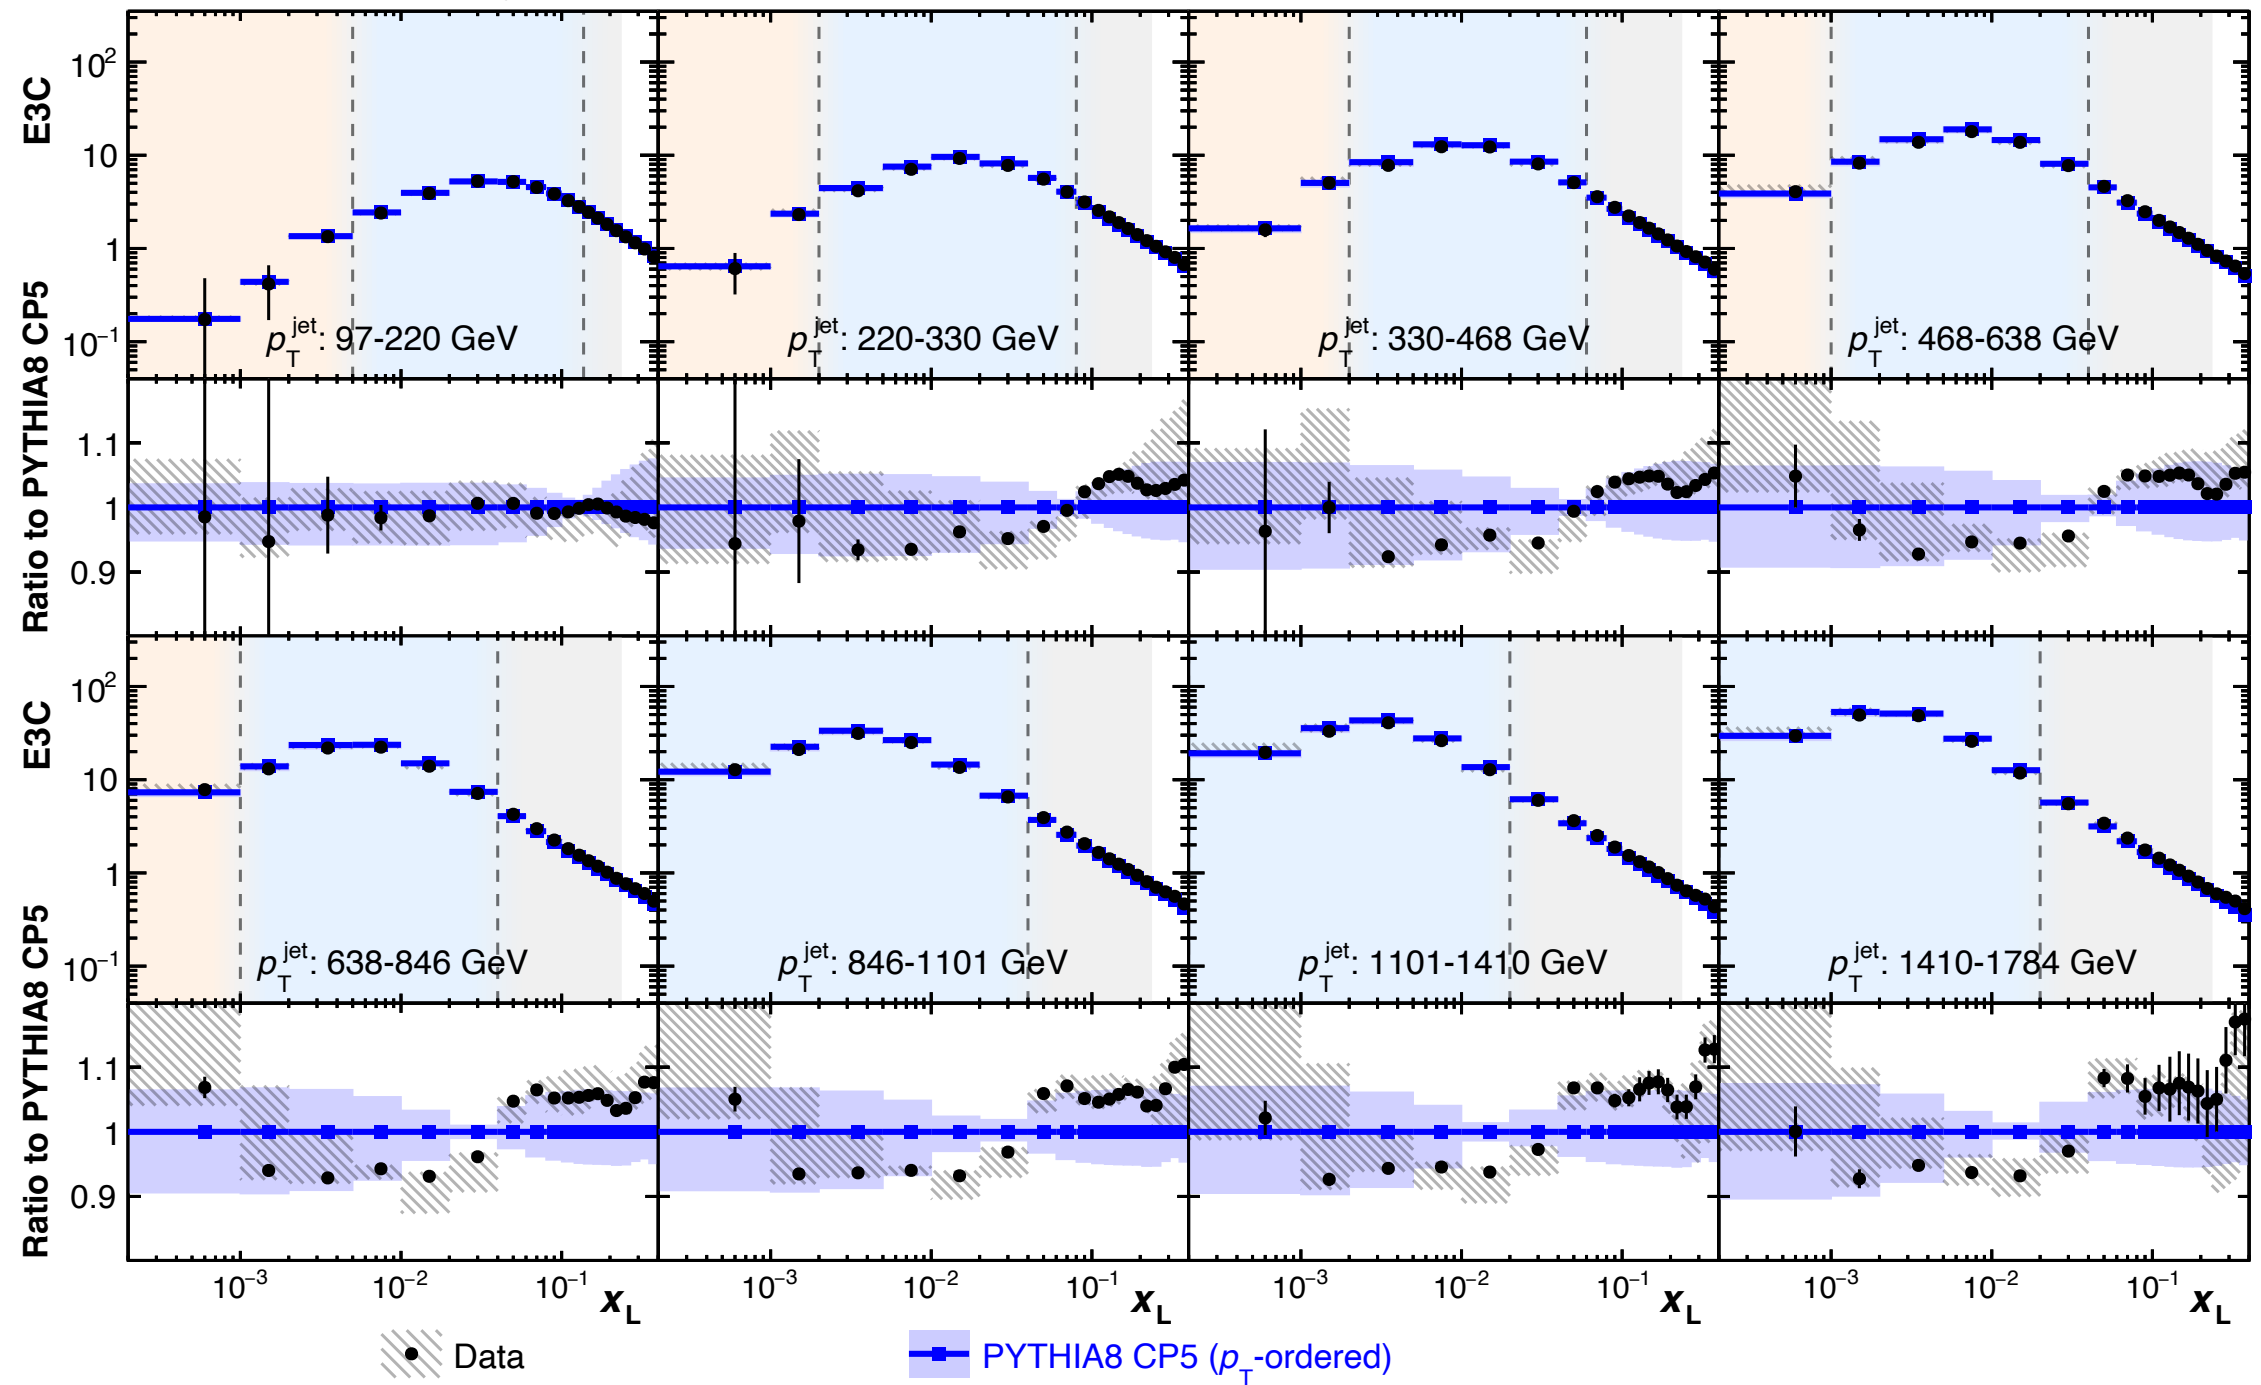 E3C
10² 10 1 10⁻¹
p_T^jet: 97-220 GeV
p_T^jet: 220-330 GeV
p_T^jet: 330-468 GeV
p_T^jet: 468-638 GeV
Ratio to PYTHIA8 CP5
1.1 1 0.9
E3C
10² 10 1 10⁻¹
p_T^jet: 638-846 GeV
p_T^jet: 846-1101 GeV
p_T^jet: 1101-1410 GeV
p_T^jet: 1410-1784 GeV
Ratio to PYTHIA8 CP5
1.1 1 0.9
10⁻³ 10⁻² 10⁻¹ x_L
10⁻³ 10⁻² 10⁻¹ x_L
10⁻³ 10⁻² 10⁻¹ x_L
10⁻³ 10⁻² 10⁻¹ x_L
Data
PYTHIA8 CP5 (p_T-ordered)